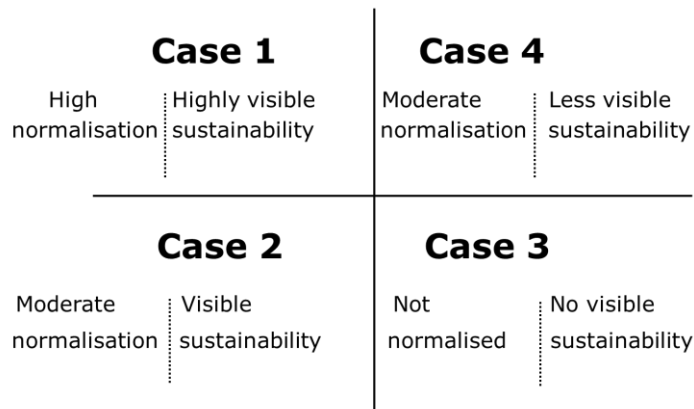 Case 1
High
normalisation
Highly visible
sustainability
Case 4
Moderate
normalisation
Less visible
sustainability
Case 2
Moderate
normalisation
Visible
sustainability
Case 3
Not
normalised
No visible
sustainability